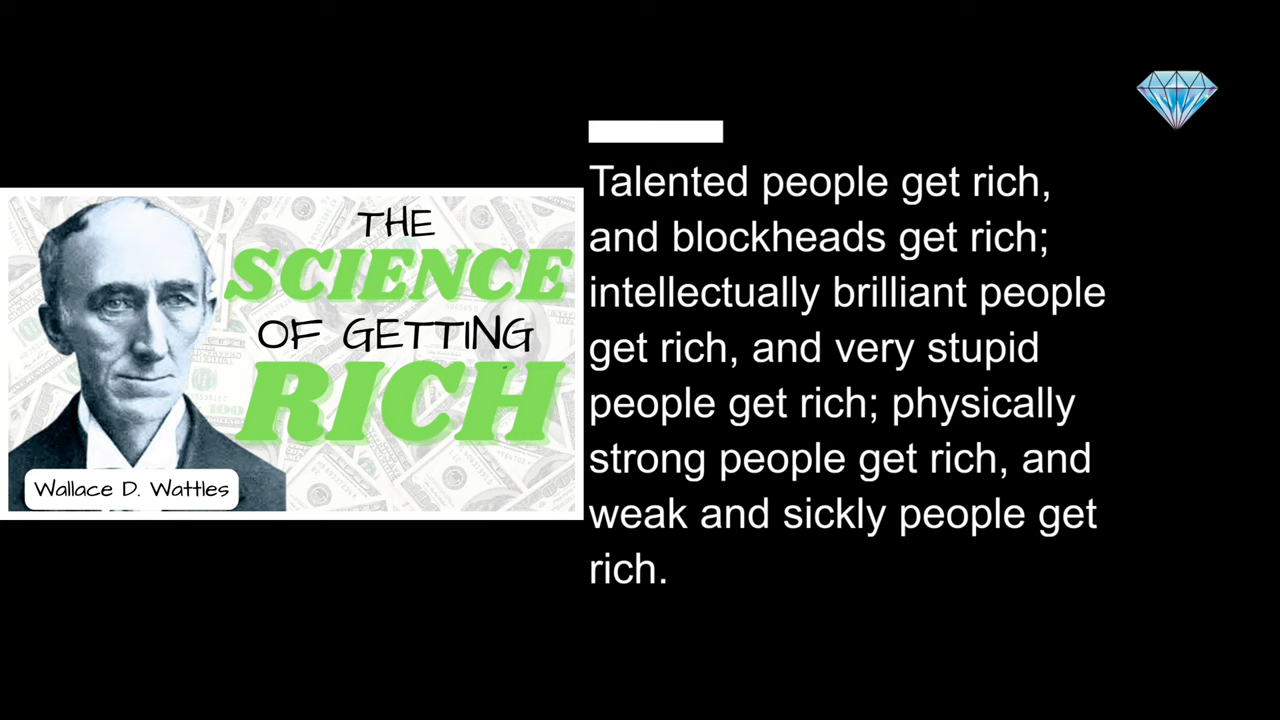 THE
SCIENCE
OF GETTING
RICH
Wallace D. Wattles
Talented people get rich,
and blockheads get rich;
intellectually brilliant people
get rich, and very stupid
people get rich; physically
strong people get rich, and
weak and sickly people get
rich.